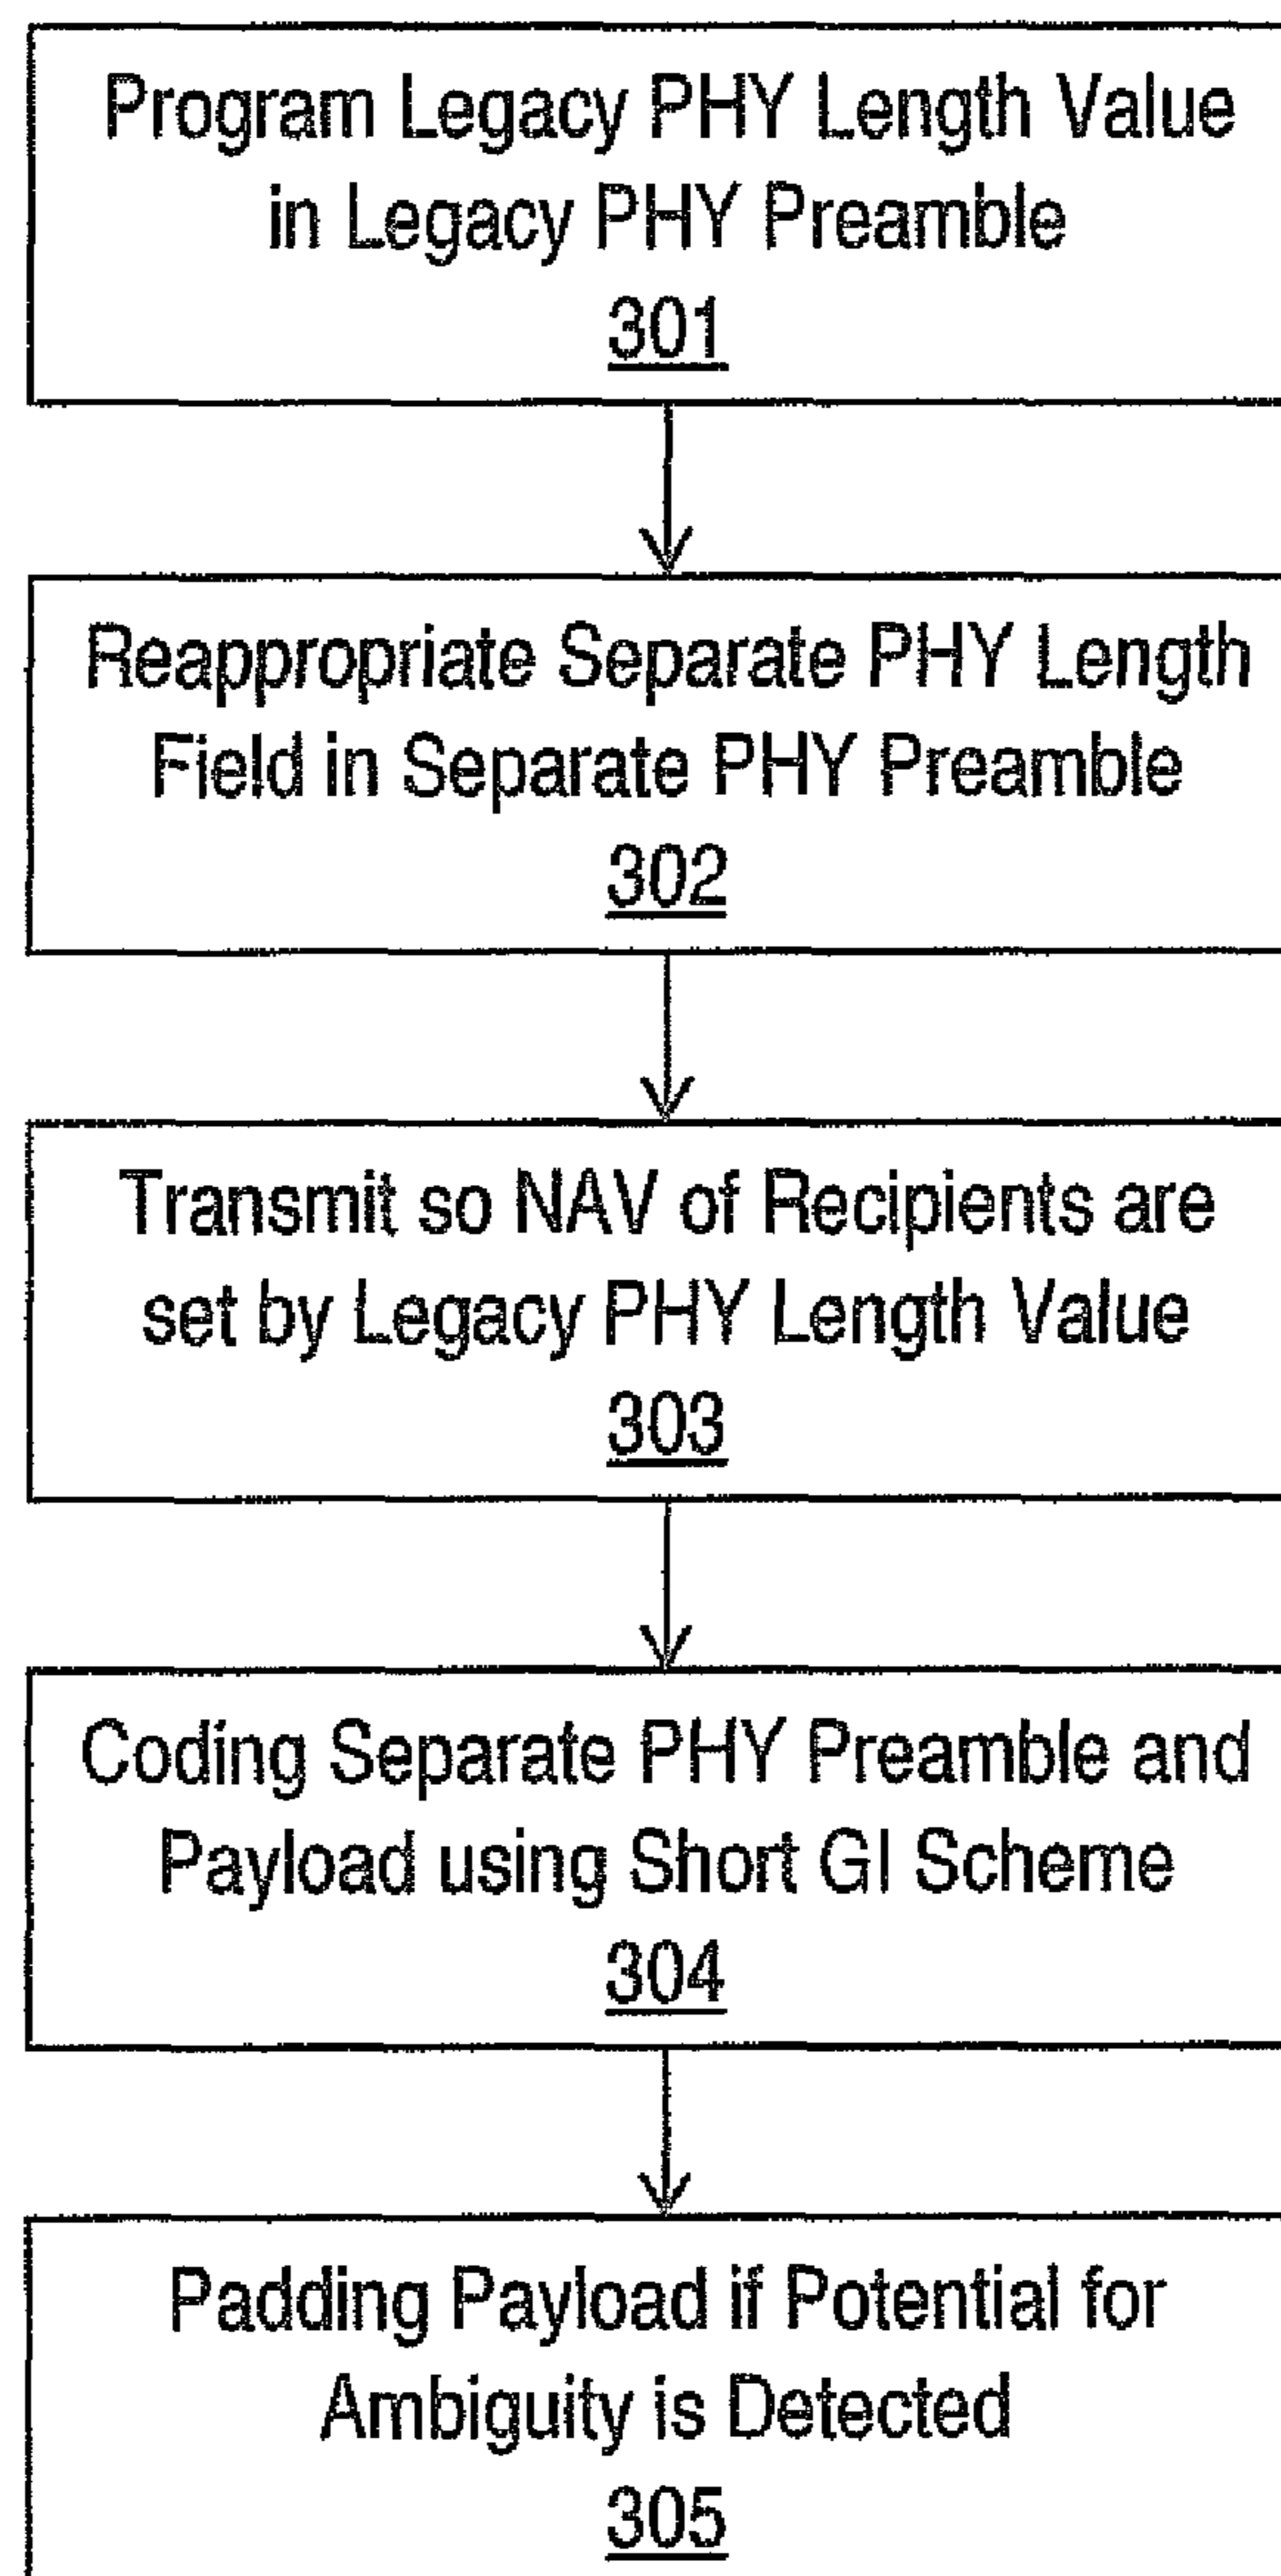 Program Legacy PHY Length Value
in Legacy PHY Preamble
301
Reappropriate Separate PHY Length
Field in Separate PHY Preamble
302
Transmit so NAV of Recipients are
set by Legacy PHY Length Value
303
Coding Separate PHY Preamble and
Payload using Short GI Scheme
304
Padding Payload if Potential for
Ambiguity is Detected
305